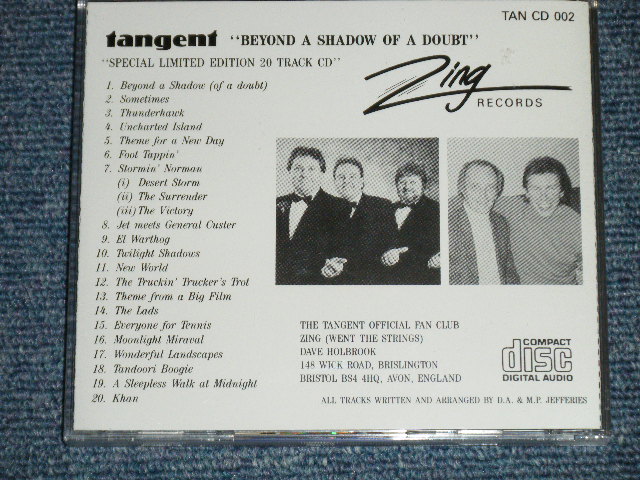 TAN CD 002
tangent "BEYOND A SHADOW OF A DOUBT"
"SPECIAL LIMITED EDITION 20 TRACK CD"
Zing
RECORDS
1. Beyond a Shadow (of a doubt)
2. Sometimes
3. Thunderhawk
4. Uncharted Island
5. Theme for a New Day
6. Foot Tappin'
7. Stormin' Norman
(i) Desert Storm
(ii) The Surrender
(iii) The Victory
8. Jet meets General Custer
9. El Warthog
10. Twilight Shadows
11. New World
12. The Truckin' Trucker's Trot
13. Theme from a Big Film
14. The Lads
15. Everyone for Tennis
16. Moonlight Miraval
17. Wonderful Landscapes
18. Tandoori Boogie
19. A Sleepless Walk at Midnight
20. Khan
THE TANGENT OFFICIAL FAN CLUB
ZING (WENT THE STRINGS)
DAVE HOLBROOK
148 WICK ROAD, BRISLINGTON
BRISTOL BS4 4HQ, AVON, ENGLAND
COMPACT
disc
DIGITAL AUDIO
ALL TRACKS WRITTEN AND ARRANGED BY D.A. & M.P. JEFFERIES